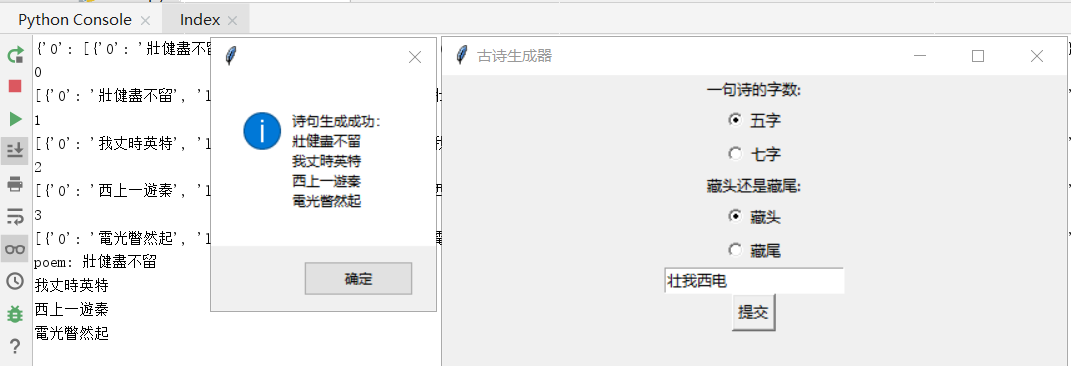 Python Console
Index
{'0': [{'0': '壯健盡不留
0
[{'0': '壯健盡不留', '1
1
[{'0': '我丈時英特', '1
2
[{'0': '西上一遊秦', '1
3
[{'0': '電光瞥然起', '1
poem: 壯健盡不留
我丈時英特
西上一遊秦
電光瞥然起
诗句生成成功:
壯健盡不留
我丈時英特
西上一遊秦
電光瞥然起
确定
古诗生成器
一句诗的字数:
五字
七字
藏头还是藏尾:
藏头
藏尾
壮我西电
提交